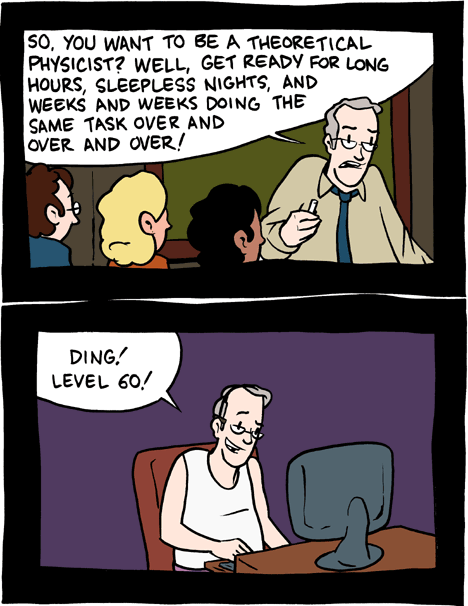 SO, YOU WANT TO BE A THEORETICAL
PHYSICIST? WELL, GET READY FOR LONG
HOURS, SLEEPLESS NIGHTS, AND
WEEKS AND WEEKS DOING THE
SAME TASK OVER AND
OVER AND OVER!
DING!
LEVEL 60!